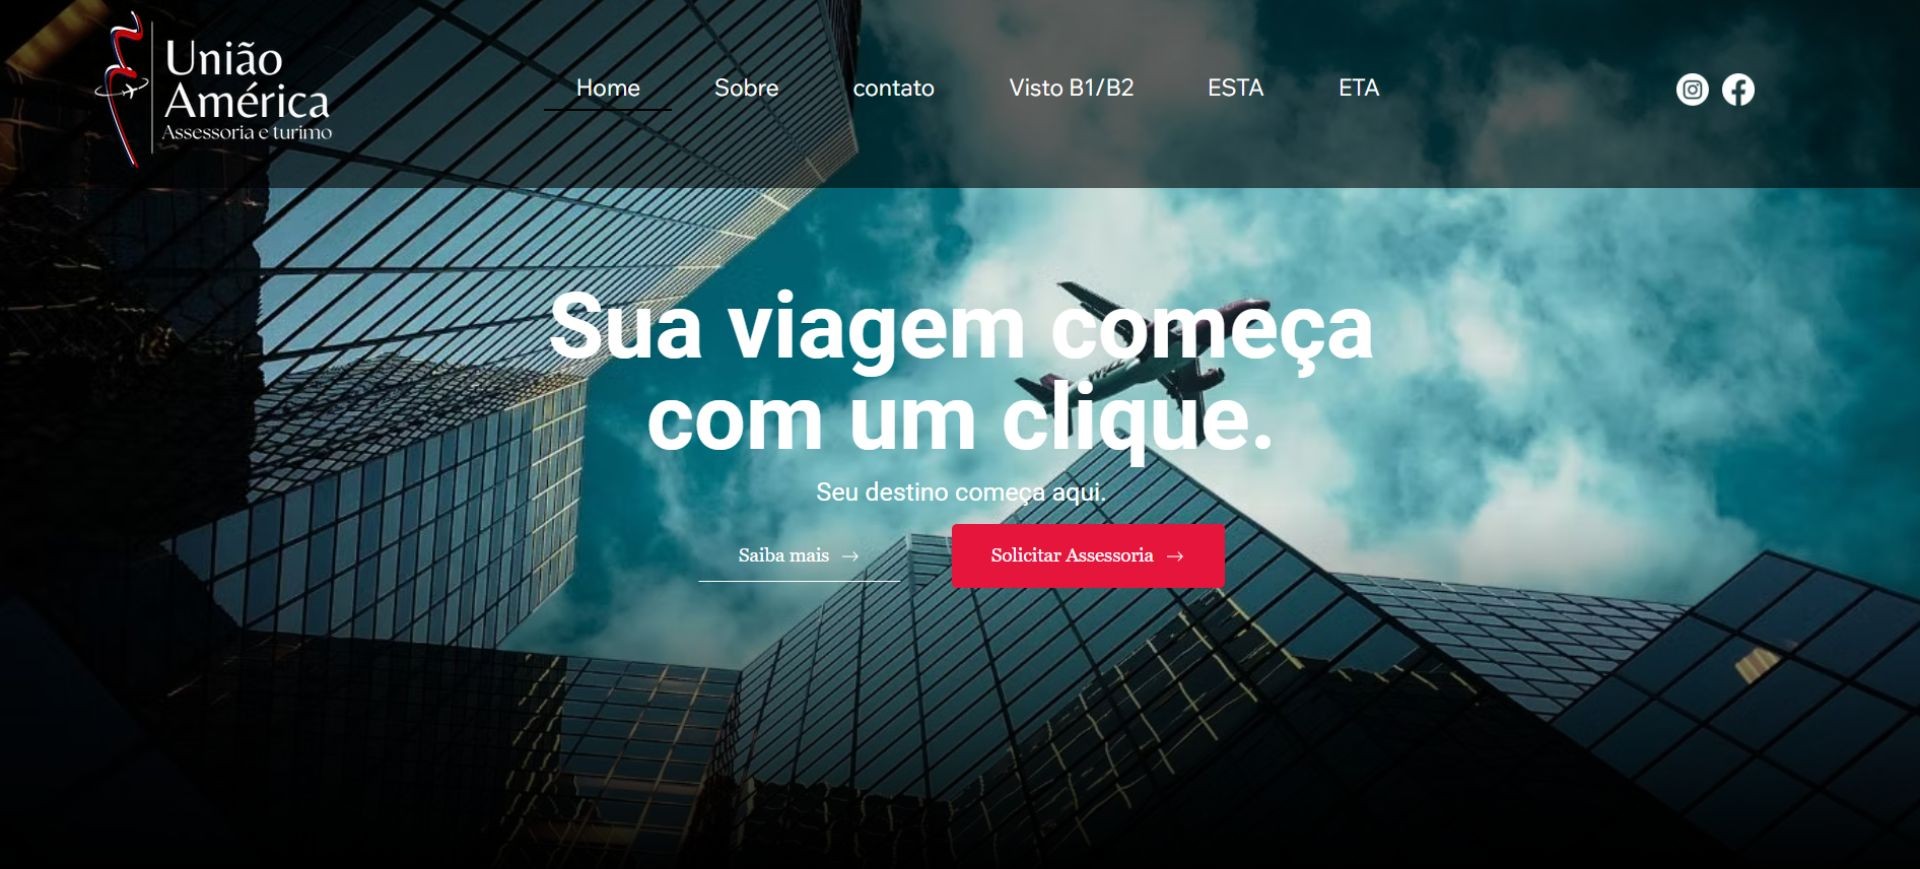 União
América
Assessoria e turimo
Home
Sobre
contato
Visto B1/B2
ESTA
ETA
Sua viagem começa
com um clique.
Seu destino começa aqui.
Saiba mais →
Solicitar Assessoria →